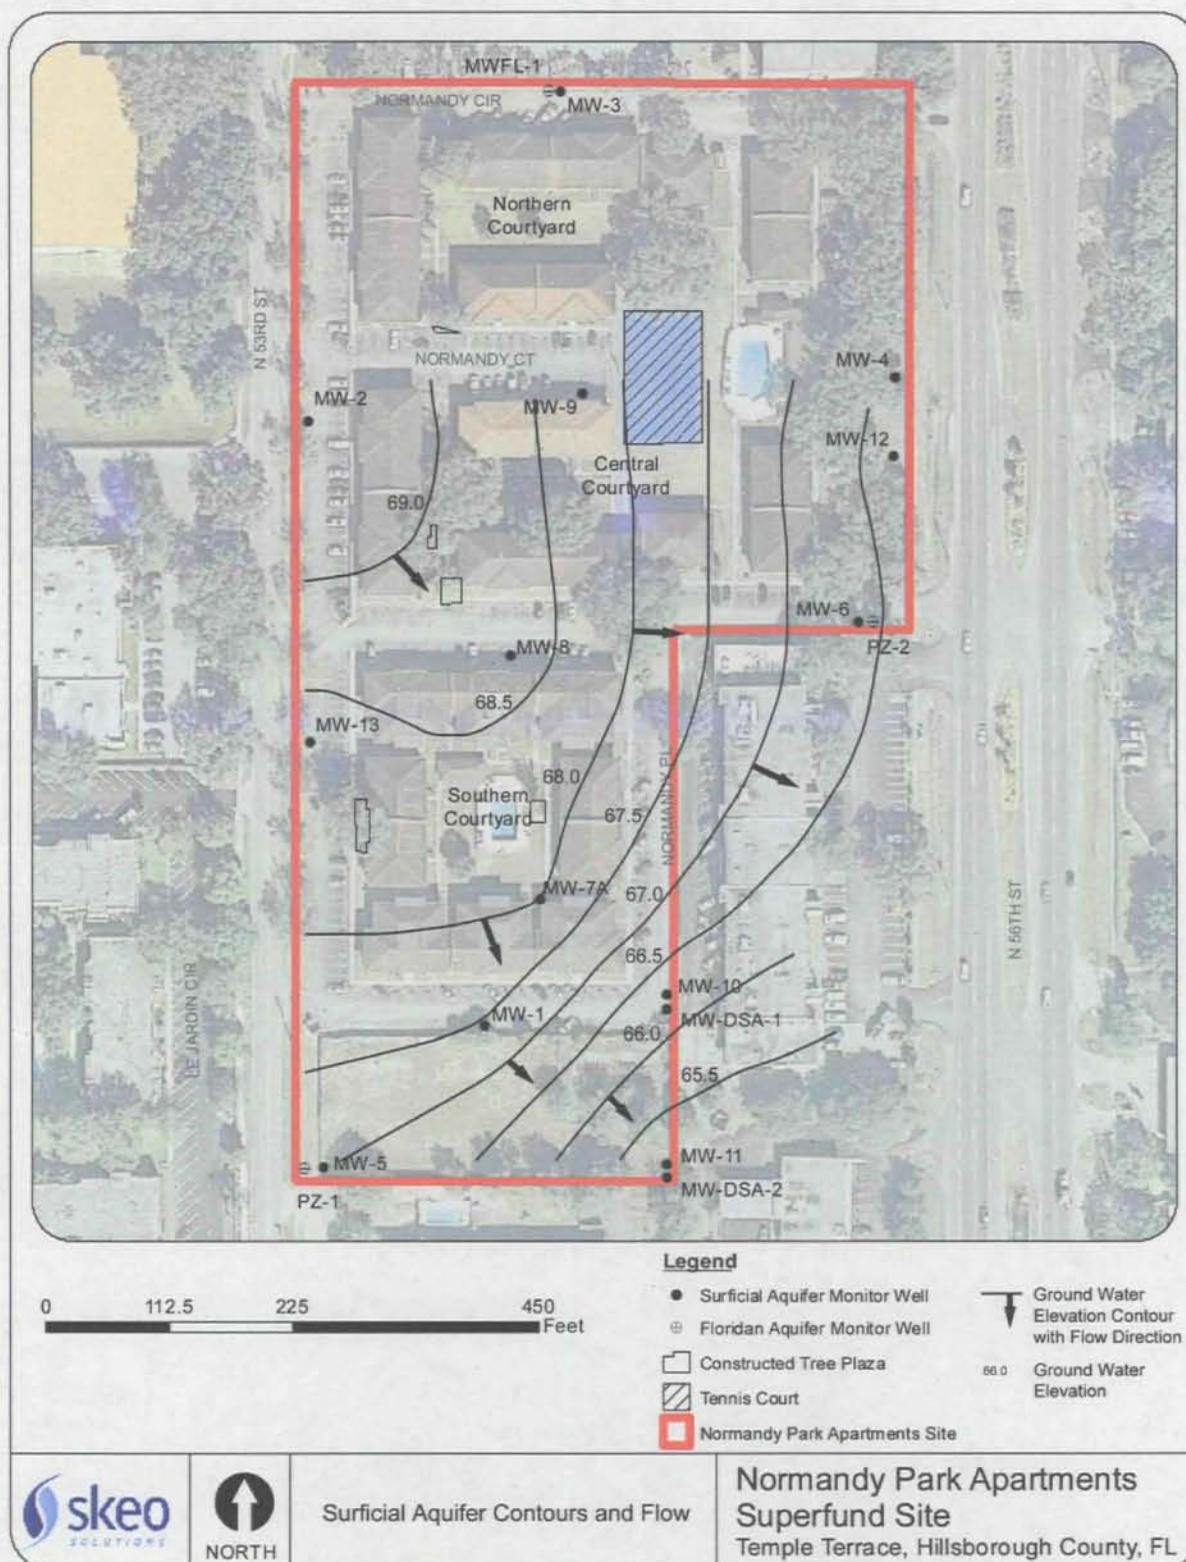 MWFL-1
NORMANDY CIR
MW-3
Northern
Courtyard
N 53RD ST
NORMANDY CT
MW-4
MW-2
MW-9
MW-12
Central
Courtyard
69.0
MW-6
PZ-2
MW-8
68.5
MW-13
68.0
Southern
Courtyard
67.5
NORMANDY PL
MW-7A
67.0
66.5
N 56TH ST
MW-10
MW-DSA-1
MW-1
66.0
LE JARDIN CIR
65.5
MW-11
MW-5
MW-DSA-2
PZ-1
Legend
0 112.5 225 450
Feet
Surficial Aquifer Monitor Well
Floridan Aquifer Monitor Well
Constructed Tree Plaza
Tennis Court
Normandy Park Apartments Site
Ground Water
Elevation Contour
with Flow Direction
66.0 Ground Water
Elevation
skeo
SOLUTIONS
NORTH
Surficial Aquifer Contours and Flow
Normandy Park Apartments
Superfund Site
Temple Terrace, Hillsborough County, FL